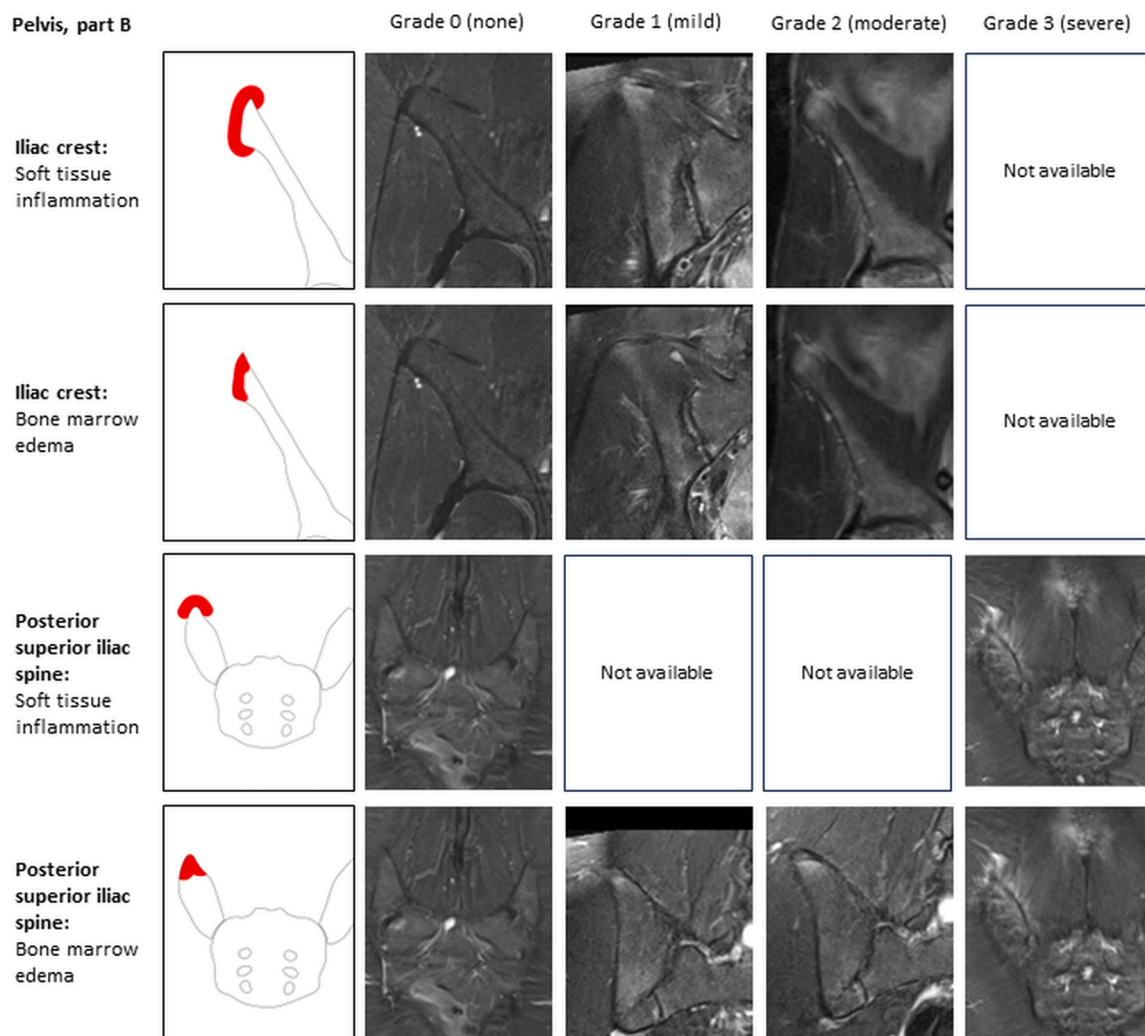 Pelvis, part B
Grade 0 (none)
Grade 1 (mild)
Grade 2 (moderate)
Grade 3 (severe)
Iliac crest:
Soft tissue
inflammation
Not available
Iliac crest:
Bone marrow
edema
Not available
Posterior
superior iliac
spine:
Soft tissue
inflammation
Not available
Not available
Posterior
superior iliac
spine:
Bone marrow
edema